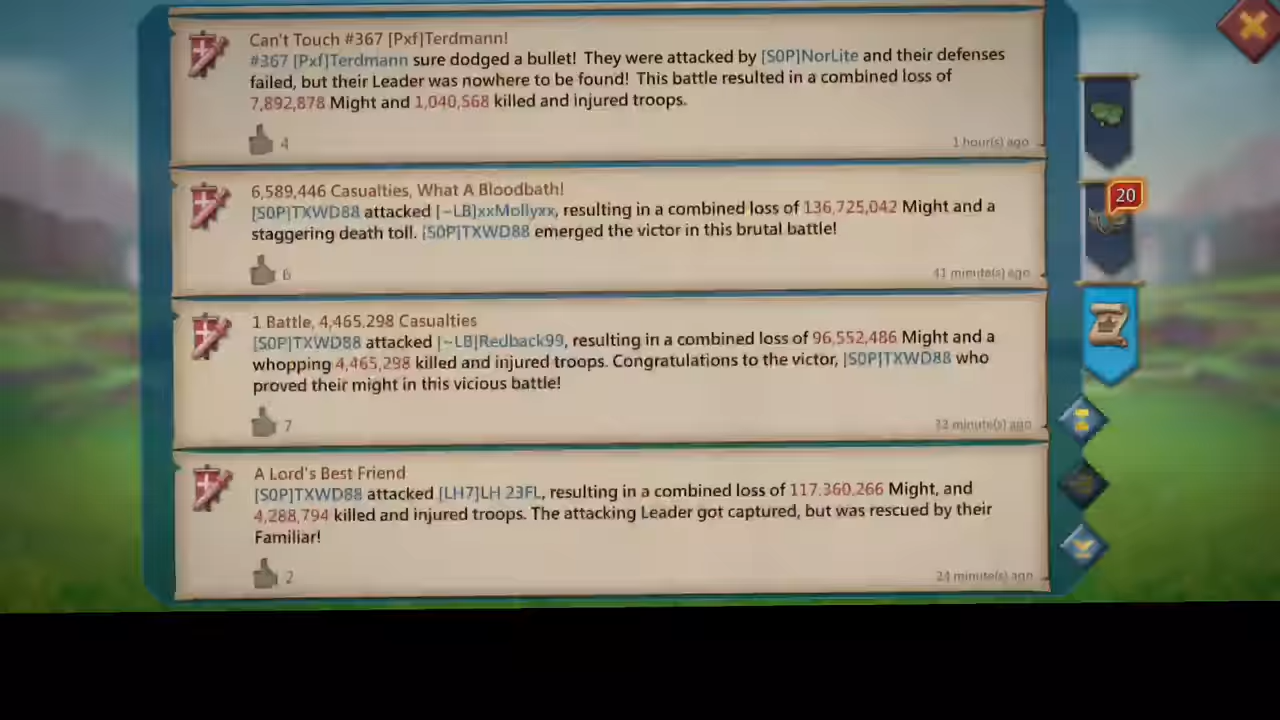 Can't Touch #367 [Pxf]Terdmann!
#367 [Pxf]Terdmann sure dodged a bullet! They were attacked by [S0P]NorLite and their defenses
failed, but their Leader was nowhere to be found! This battle resulted in a combined loss of
7,892,878 Might and 1,040,568 killed and injured troops.
4
1 hour(s) ago
20
6,589,446 Casualties, What A Bloodbath!
[S0P]TXWD88 attacked [~LB]xxMollyxx, resulting in a combined loss of 136,725,042 Might and a
staggering death toll. [S0P]TXWD88 emerged the victor in this brutal battle!
6
41 minute(s) ago
1 Battle, 4,465,298 Casualties
[S0P]TXWD88 attacked [~LB]Redback99, resulting in a combined loss of 96,552,486 Might and a
whopping 4,465,298 killed and injured troops. Congratulations to the victor, [S0P]TXWD88 who
proved their might in this vicious battle!
7
32 minute(s) ago
A Lord's Best Friend
[S0P]TXWD88 attacked [LH7]LH 23FL, resulting in a combined loss of 117,360,266 Might, and
4,288,794 killed and injured troops. The attacking Leader got captured, but was rescued by their
Familiar!
2
24 minute(s) ago